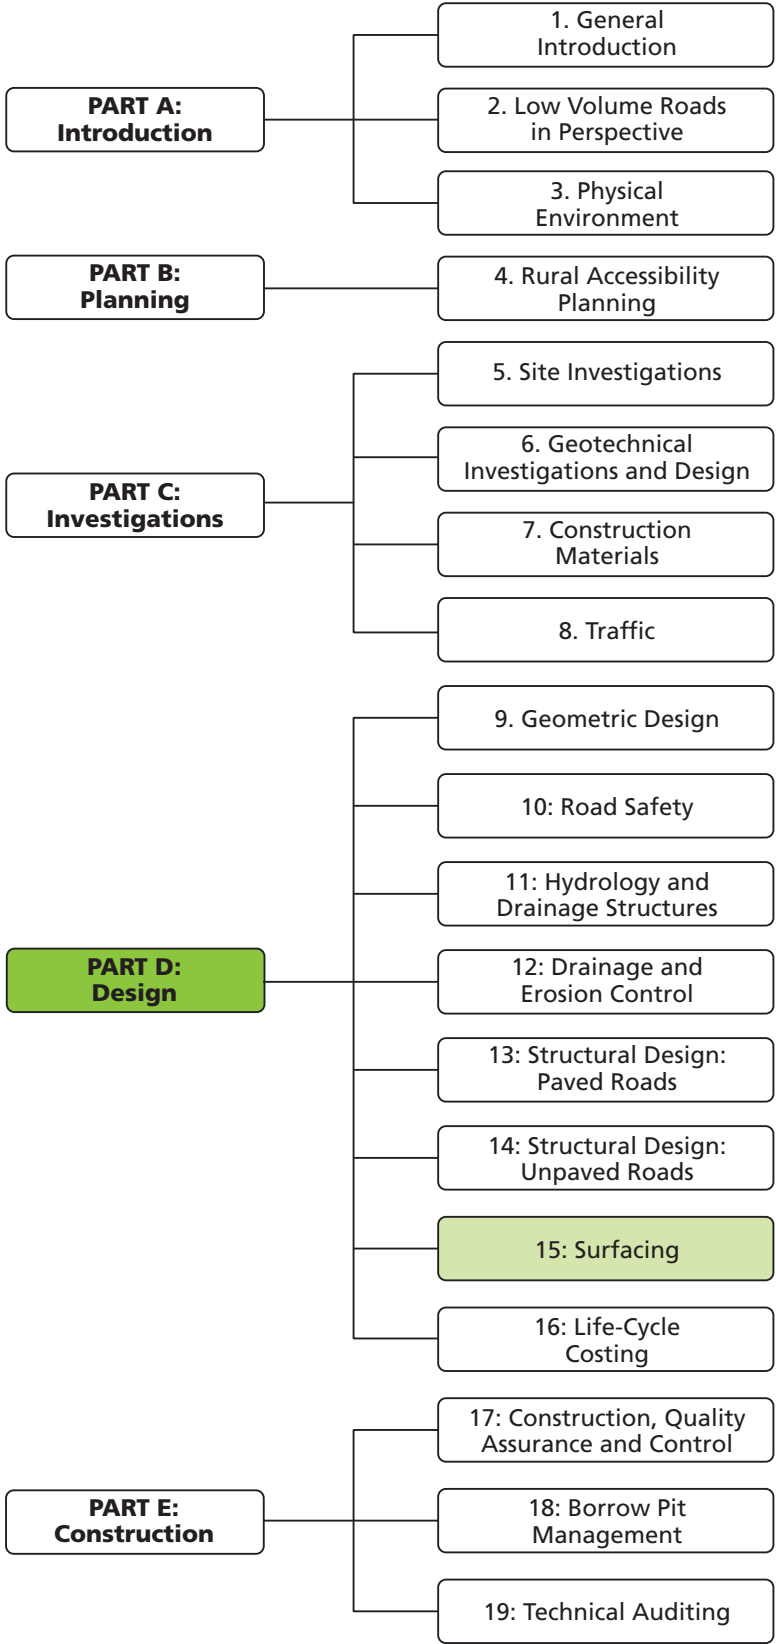 PART A:
Introduction
1. General
Introduction
2. Low Volume Roads
in Perspective
3. Physical
Environment
PART B:
Planning
4. Rural Accessibility
Planning
PART C:
Investigations
5. Site Investigations
6. Geotechnical
Investigations and Design
7. Construction
Materials
8. Traffic
PART D:
Design
9. Geometric Design
10: Road Safety
11: Hydrology and
Drainage Structures
12: Drainage and
Erosion Control
13: Structural Design:
Paved Roads
14: Structural Design:
Unpaved Roads
15: Surfacing
16: Life-Cycle
Costing
PART E:
Construction
17: Construction, Quality
Assurance and Control
18: Borrow Pit
Management
19: Technical Auditing